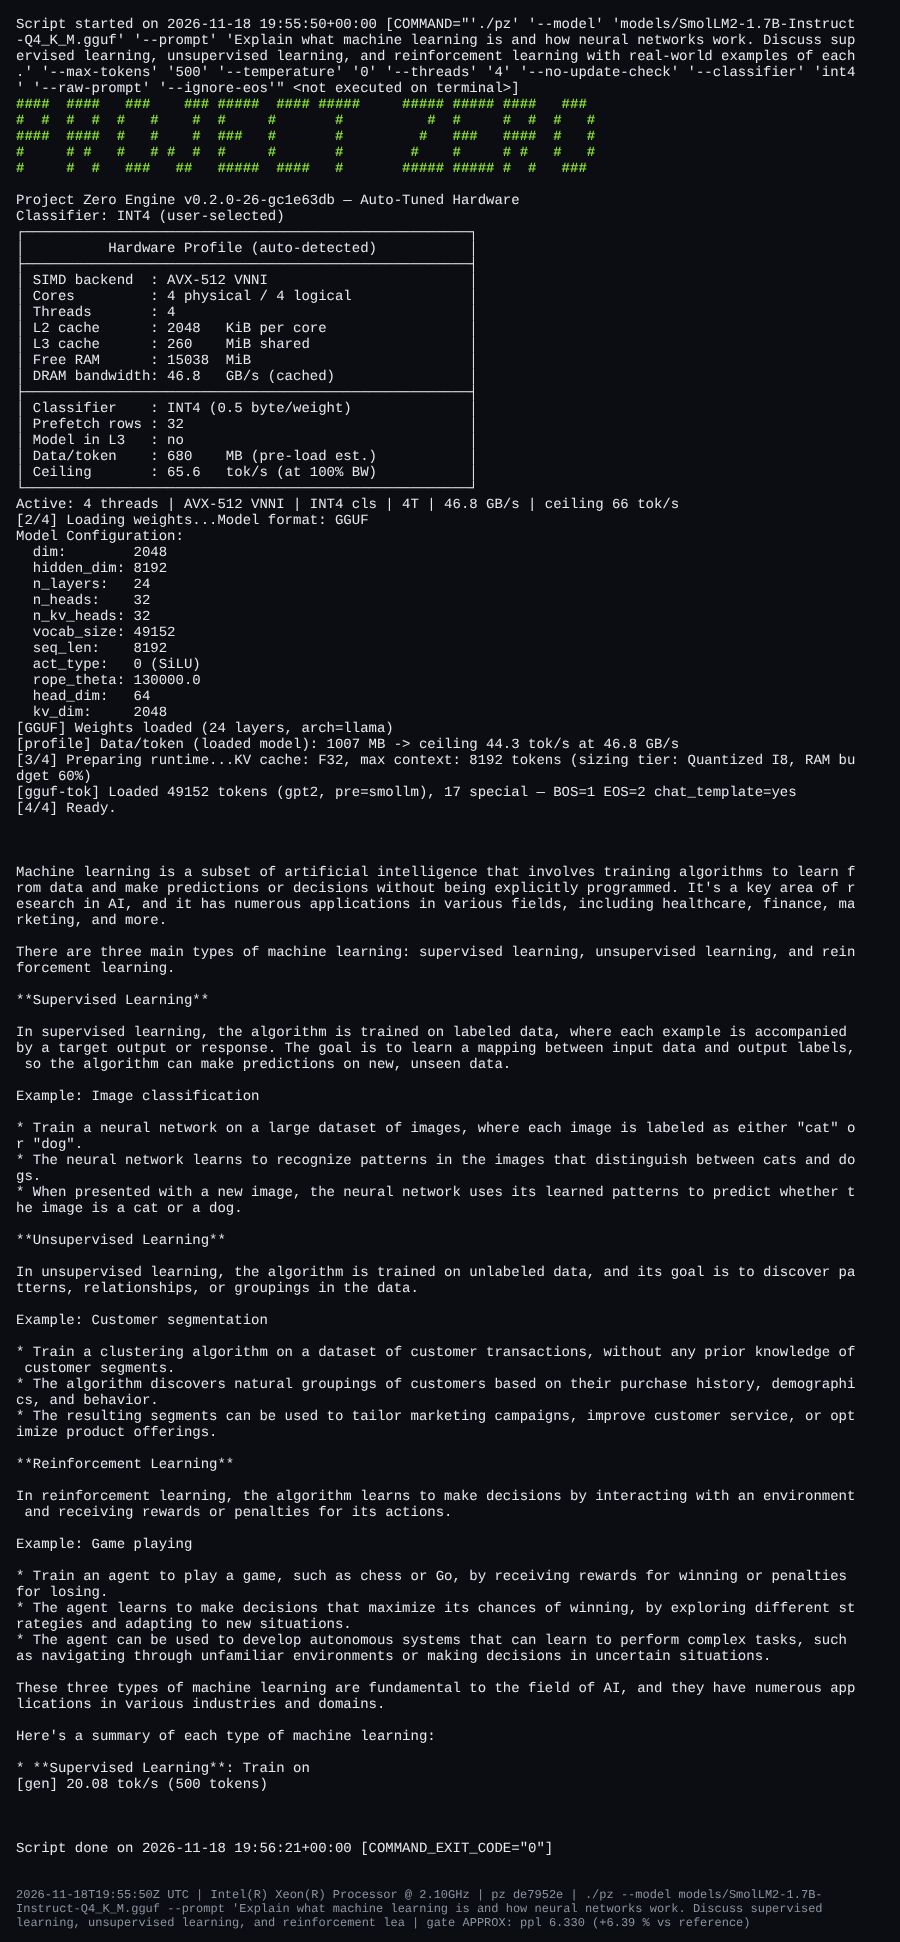 Script started on 2026-11-18 19:55:50+00:00 [COMMAND="'./pz' '--model' 'models/SmolLM2-1.7B-Instruct
-Q4_K_M.gguf' '--prompt' 'Explain what machine learning is and how neural networks work. Discuss sup
ervised learning, unsupervised learning, and reinforcement learning with real-world examples of each
.' '--max-tokens' '500' '--temperature' '0' '--threads' '4' '--no-update-check' '--classifier' 'int4
' '--raw-prompt' '--ignore-eos'" <not executed on terminal>]
PROJECT ZERO
Project Zero Engine v0.2.0-26-gc1e63db — Auto-Tuned Hardware
Classifier: INT4 (user-selected)
Hardware Profile (auto-detected)
SIMD backend  : AVX-512 VNNI
Cores         : 4 physical / 4 logical
Threads       : 4
L2 cache      : 2048   KiB per core
L3 cache      : 260    MiB shared
Free RAM      : 15038  MiB
DRAM bandwidth: 46.8   GB/s (cached)
Classifier    : INT4 (0.5 byte/weight)
Prefetch rows : 32
Model in L3   : no
Data/token    : 680    MB (pre-load est.)
Ceiling       : 65.6   tok/s (at 100% BW)
Active: 4 threads | AVX-512 VNNI | INT4 cls | 4T | 46.8 GB/s | ceiling 66 tok/s
[2/4] Loading weights...Model format: GGUF
Model Configuration:
  dim:        2048
  hidden_dim: 8192
  n_layers:   24
  n_heads:    32
  n_kv_heads: 32
  vocab_size: 49152
  seq_len:    8192
  act_type:   0 (SiLU)
  rope_theta: 130000.0
  head_dim:   64
  kv_dim:     2048
[GGUF] Weights loaded (24 layers, arch=llama)
[profile] Data/token (loaded model): 1007 MB -> ceiling 44.3 tok/s at 46.8 GB/s
[3/4] Preparing runtime...KV cache: F32, max context: 8192 tokens (sizing tier: Quantized I8, RAM bu
dget 60%)
[gguf-tok] Loaded 49152 tokens (gpt2, pre=smollm), 17 special — BOS=1 EOS=2 chat_template=yes
[4/4] Ready.
Machine learning is a subset of artificial intelligence that involves training algorithms to learn f
rom data and make predictions or decisions without being explicitly programmed. It's a key area of r
esearch in AI, and it has numerous applications in various fields, including healthcare, finance, ma
rketing, and more.
There are three main types of machine learning: supervised learning, unsupervised learning, and rein
forcement learning.
**Supervised Learning**
In supervised learning, the algorithm is trained on labeled data, where each example is accompanied
by a target output or response. The goal is to learn a mapping between input data and output labels,
 so the algorithm can make predictions on new, unseen data.
Example: Image classification
* Train a neural network on a large dataset of images, where each image is labeled as either "cat" o
r "dog".
* The neural network learns to recognize patterns in the images that distinguish between cats and do
gs.
* When presented with a new image, the neural network uses its learned patterns to predict whether t
he image is a cat or a dog.
**Unsupervised Learning**
In unsupervised learning, the algorithm is trained on unlabeled data, and its goal is to discover pa
tterns, relationships, or groupings in the data.
Example: Customer segmentation
* Train a clustering algorithm on a dataset of customer transactions, without any prior knowledge of
 customer segments.
* The algorithm discovers natural groupings of customers based on their purchase history, demographi
cs, and behavior.
* The resulting segments can be used to tailor marketing campaigns, improve customer service, or opt
imize product offerings.
**Reinforcement Learning**
In reinforcement learning, the algorithm learns to make decisions by interacting with an environment
 and receiving rewards or penalties for its actions.
Example: Game playing
* Train an agent to play a game, such as chess or Go, by receiving rewards for winning or penalties
for losing.
* The agent learns to make decisions that maximize its chances of winning, by exploring different st
rategies and adapting to new situations.
* The agent can be used to develop autonomous systems that can learn to perform complex tasks, such
as navigating through unfamiliar environments or making decisions in uncertain situations.
These three types of machine learning are fundamental to the field of AI, and they have numerous app
lications in various industries and domains.
Here's a summary of each type of machine learning:
* **Supervised Learning**: Train on
[gen] 20.08 tok/s (500 tokens)
Script done on 2026-11-18 19:56:21+00:00 [COMMAND_EXIT_CODE="0"]
2026-11-18T19:55:50Z UTC | Intel(R) Xeon(R) Processor @ 2.10GHz | pz de7952e | ./pz --model models/SmolLM2-1.7B-
Instruct-Q4_K_M.gguf --prompt 'Explain what machine learning is and how neural networks work. Discuss supervised
learning, unsupervised learning, and reinforcement lea | gate APPROX: ppl 6.330 (+6.39 % vs reference)